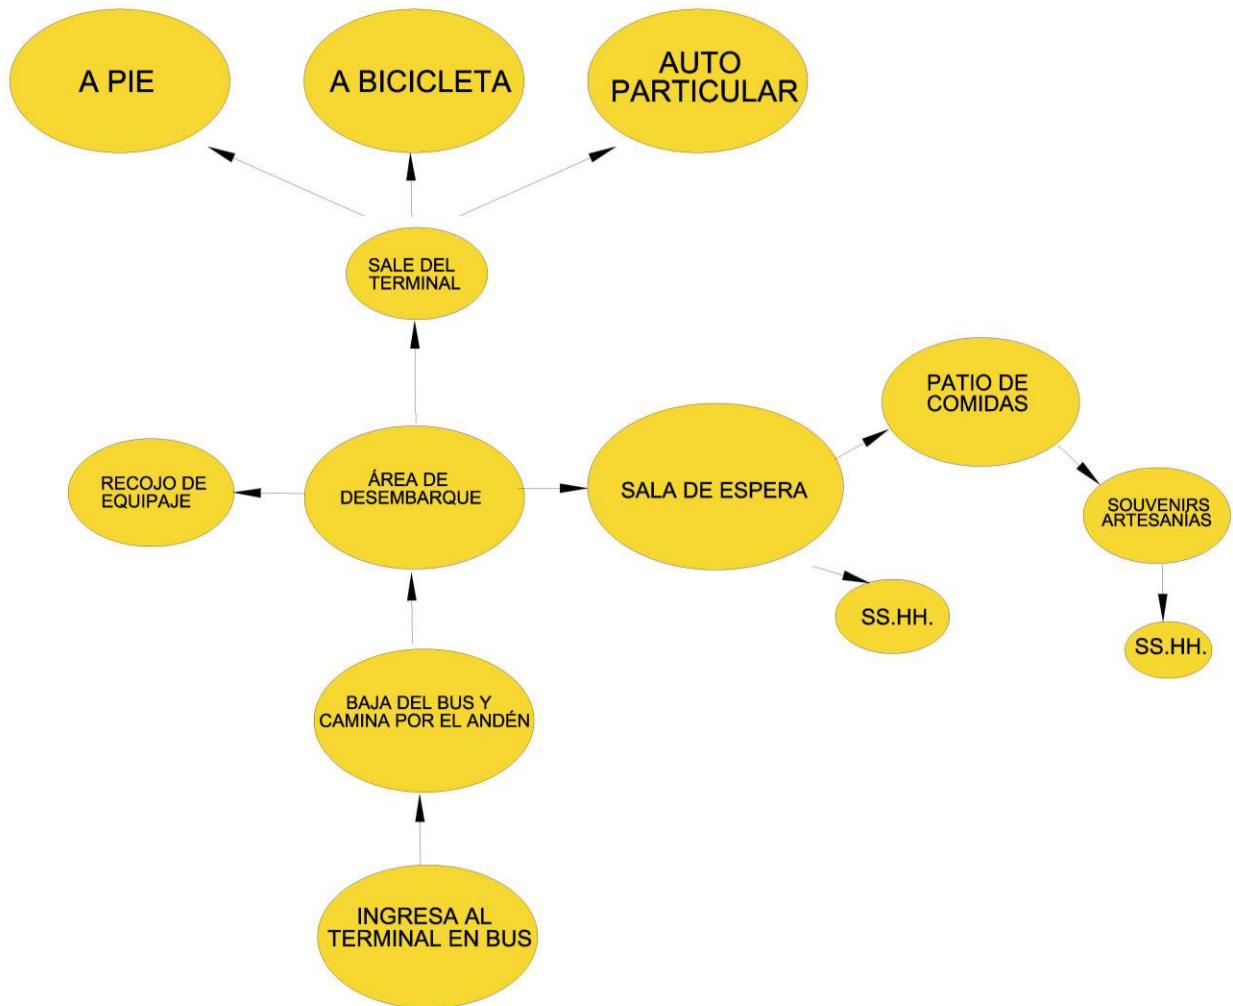 A PIE
A BICICLETA
AUTO
PARTICULAR
SALE DEL
TERMINAL
PATIO DE
COMIDAS
RECOJO DE
EQUIPAJE
ÁREA DE
DESEMBARQUE
SALA DE ESPERA
SOUVENIRS
ARTESANÍAS
SS.HH.
SS.HH.
BAJA DEL BUS Y
CAMINA POR EL ANDÉN
INGRESA AL
TERMINAL EN BUS